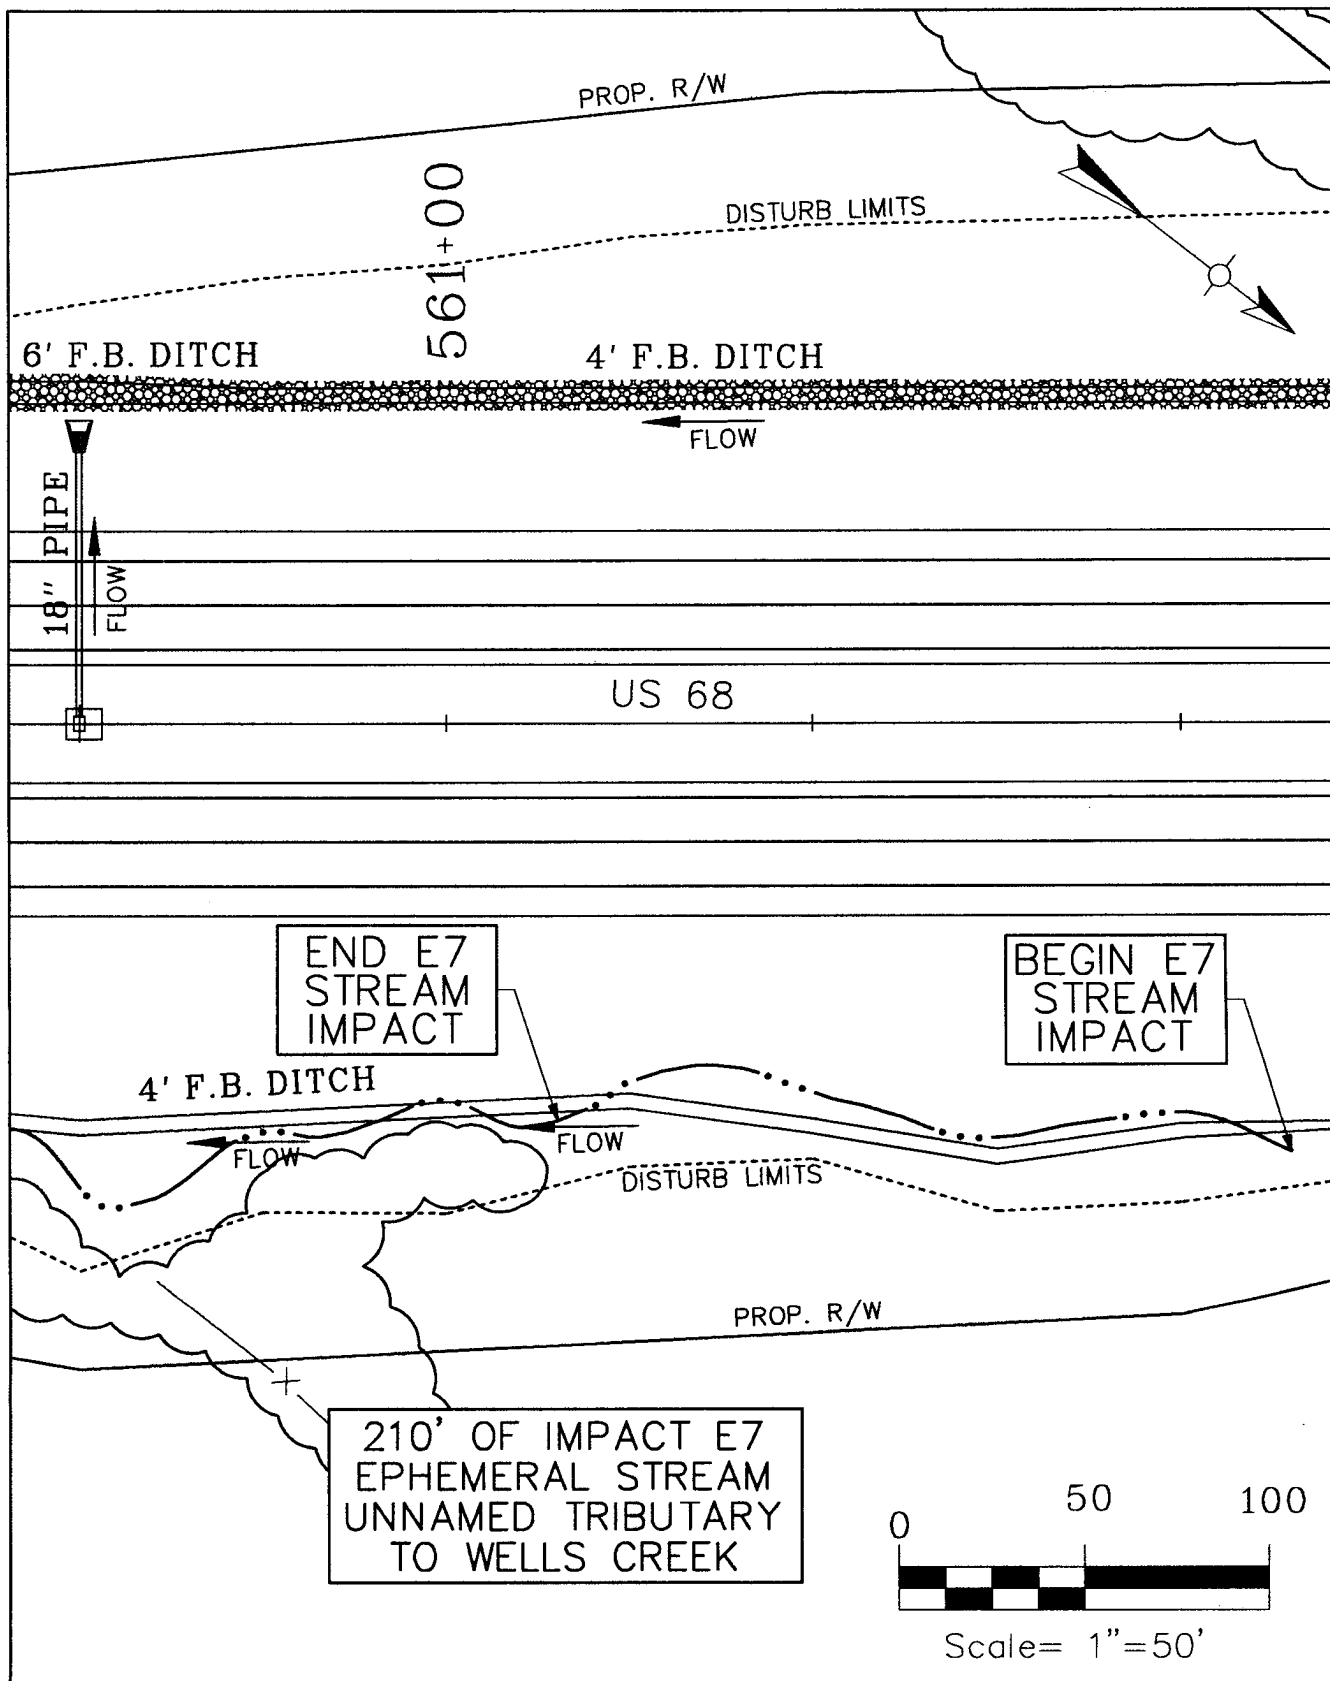 PROP. R/W
DISTURB LIMITS
561+00
6' F.B. DITCH
4' F.B. DITCH
FLOW
18" PIPE
FLOW
US 68
END E7
STREAM
IMPACT
BEGIN E7
STREAM
IMPACT
4' F.B. DITCH
FLOW
FLOW
DISTURB LIMITS
PROP. R/W
210' OF IMPACT E7
EPHEMERAL STREAM
UNNAMED TRIBUTARY
TO WELLS CREEK
0 50 100
Scale= 1"=50'